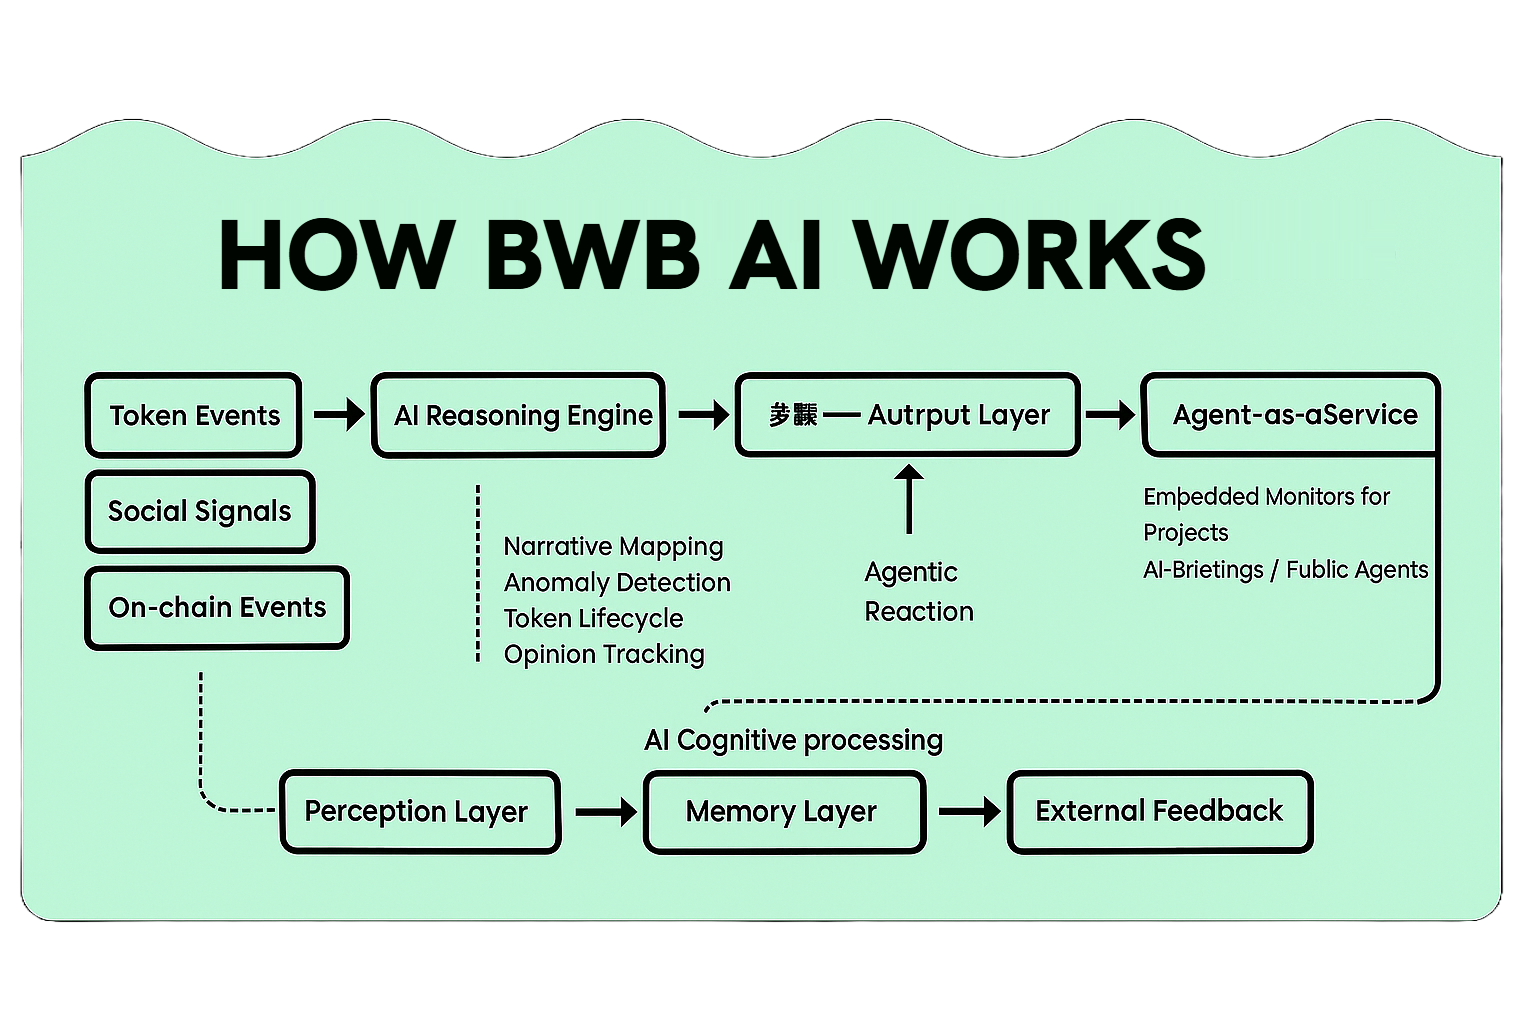 HOW BWB AI WORKS
Token Events
AI Reasoning Engine
— Autrput Layer
Agent-as-aService
Social Signals
On-chain Events
Narrative Mapping
Anomaly Detection
Token Lifecycle
Opinion Tracking
Agentic
Reaction
Embedded Monitors for
Projects
AI-Brietings / Fublic Agents
AI Cognitive processing
Perception Layer
Memory Layer
External Feedback